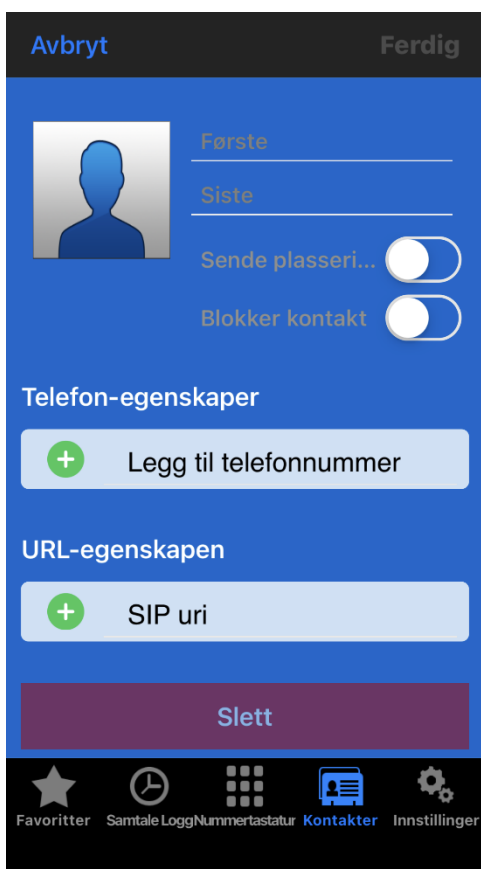 Avbryt Ferdig
Første
Siste
Sende plasseri...
Blokker kontakt
Telefon-egenskaper
Legg til telefonnummer
URL-egenskapen
SIP uri
Slett
Favoritter Samtale Logg Nummertastatur Kontakter Innstillinger